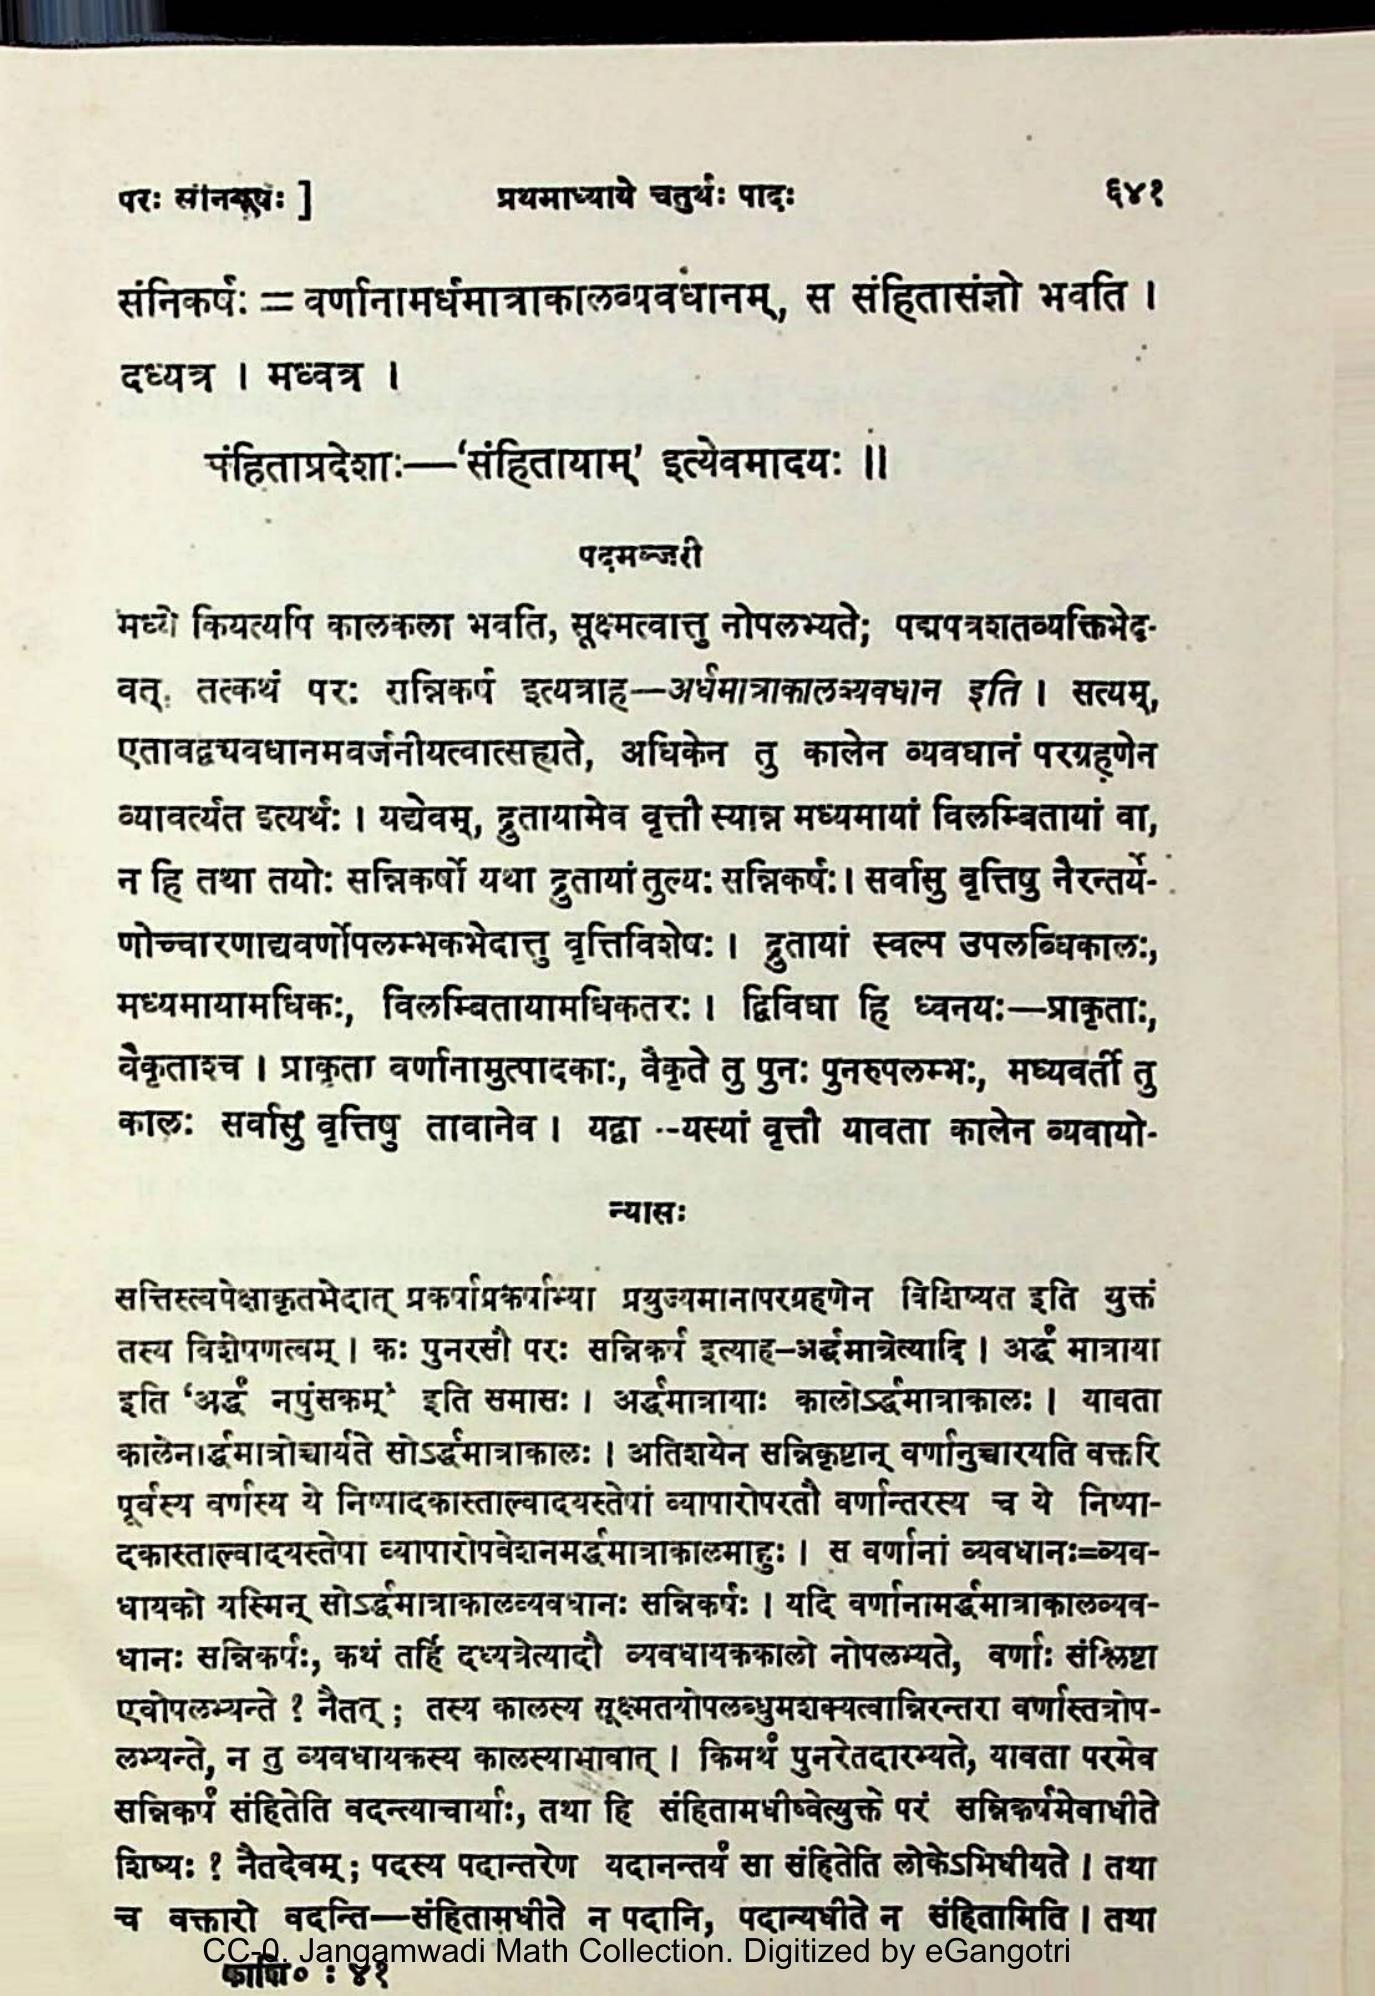 परः संनिकर्षः ] प्रथमाध्याये चतुर्थः पादः ६४१
संनिकर्षः = वर्णानामर्धमात्राकालव्यवधानम्, स संहितासंज्ञो भवति ।
दध्यत्र । मध्वत्र ।
संहिताप्रदेशाः—‘संहितायाम्’ इत्येवमादयः ॥
पदमञ्जरी
मध्ये कियत्यपि कालकला भवति, सूक्ष्मत्वात्तु नोपलभ्यते; पद्मपत्रशतव्यक्तिभेद-
वत्. तत्कथं परः सन्निकर्ष इत्यत्राह—अर्धमात्राकालव्यवधान इति । सत्यम्,
एतावद्व्यवधानमवर्जनीयत्वात्सह्यते, अधिकेन तु कालेन व्यवधानं परग्रहणेन
व्यावर्त्यत इत्यर्थः । यद्येवम्, द्रुतायामेव वृत्तौ स्यान्न मध्यमायां विलम्बितायां वा,
न हि तथा तयोः सन्निकर्षो यथा द्रुतायां तुल्यः सन्निकर्षः । सर्वासु वृत्तिषु नैरन्तर्ये-
णोच्चारणाद्यवर्णोपलम्भकभेदात्तु वृत्तिविशेषः । द्रुतायां स्वल्प उपलब्धिकालः,
मध्यमायामधिकः, विलम्बितायामधिकतरः । द्विविधा हि ध्वनयः—प्राकृताः,
वैकृताश्च । प्राकृता वर्णानामुत्पादकाः, वैकृते तु पुनः पुनरुपलम्भः, मध्यवर्ती तु
कालः सर्वासु वृत्तिषु तावानेव । यद्वा --यस्यां वृत्तौ यावता कालेन व्यवायो-
न्यासः
सत्तिस्त्वपेक्षाकृतभेदात् प्रकर्षाप्रकर्षाभ्या प्रयुज्यमानापरग्रहणेन विशिष्यत इति युक्तं
तस्य विशेषणत्वम् । कः पुनरसौ परः सन्निकर्ष इत्याह–अर्द्धमात्रेत्यादि । अर्द्धं मात्राया
इति ‘अर्द्धं नपुंसकम्’ इति समासः । अर्द्धमात्रायाः कालोऽर्द्धमात्राकालः । यावता
कालेनार्द्धमात्रोच्चार्यते सोऽर्द्धमात्राकालः । अतिशयेन सन्निकृष्टान् वर्णानुच्चारयति वक्तरि
पूर्वस्य वर्णस्य ये निष्पादकास्ताल्वादयस्तेषां व्यापारोपरतौ वर्णान्तरस्य च ये निष्पा-
दकास्ताल्वादयस्तेषा व्यापारोपवेशनमर्द्धमात्राकालमाहुः । स वर्णानां व्यवधानः=व्यव-
धायको यस्मिन् सोऽर्द्धमात्राकालव्यवधानः सन्निकर्षः । यदि वर्णानामर्द्धमात्राकालव्यव-
धानः सन्निकर्षः, कथं तर्हि दध्यत्रेत्यादौ व्यवधायककालो नोपलभ्यते, वर्णाः संश्लिष्टा
एवोपलभ्यन्ते ? नैतत् ; तस्य कालस्य सूक्ष्मतयोपलब्धुमशक्यत्वान्निरन्तरा वर्णास्तत्रोप-
लभ्यन्ते, न तु व्यवधायकस्य कालस्याभावात् । किमर्थं पुनरेतदारभ्यते, यावता परमेव
सन्निकर्षं संहितेति वदन्त्याचार्याः, तथा हि संहितामधीष्वेत्युक्ते परं सन्निकर्षमेवाधीते
शिष्यः ? नैतदेवम् ; पदस्य पदान्तरेण यदानन्तर्यं सा संहितेति लोकेऽभिधीयते । तथा
च वक्तारो वदन्ति—संहितामधीते न पदानि, पदान्यधीते न संहितामिति । तथा
CC-0. Jangamwadi Math Collection. Digitized by eGangotri
काशि० : ४१